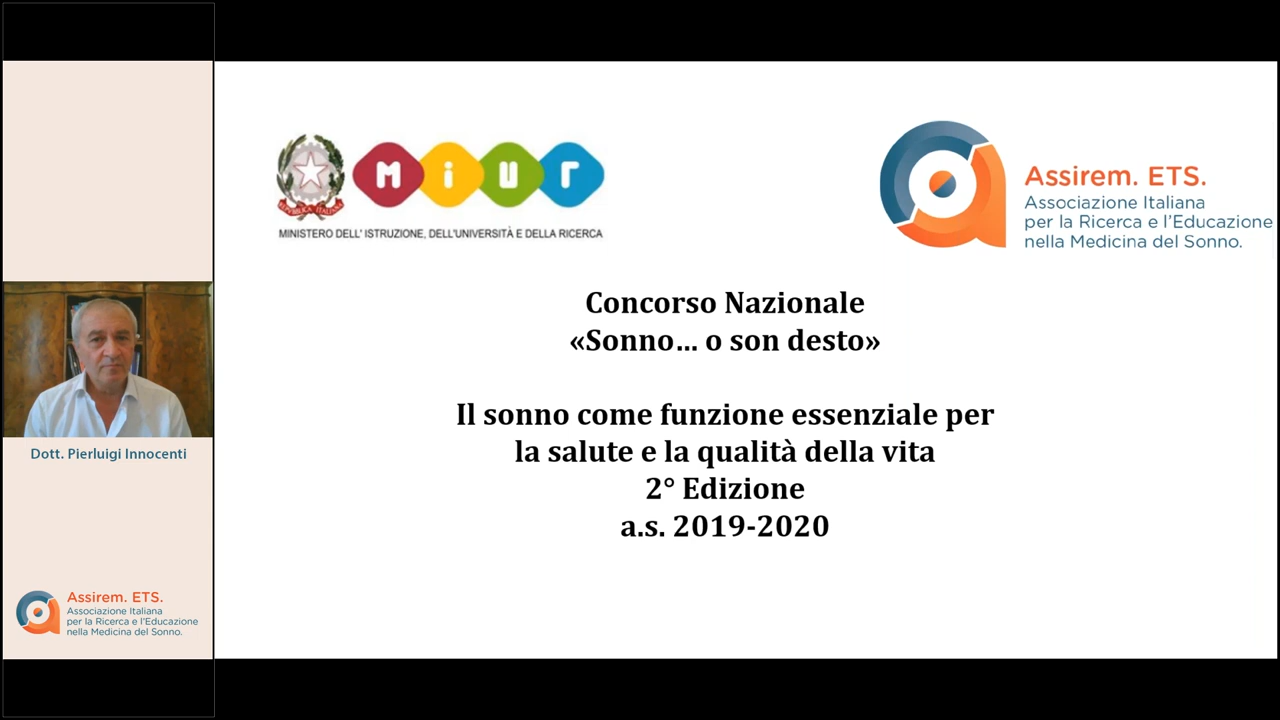 MIUr
REPVBBLICA ITALIANA
MINISTERO DELL' ISTRUZIONE, DELL'UNIVERSITÀ E DELLA RICERCA
Assirem. ETS.
Associazione Italiana
per la Ricerca e l'Educazione
nella Medicina del Sonno.
Concorso Nazionale
«Sonno... o son desto»
Il sonno come funzione essenziale per
la salute e la qualità della vita
2° Edizione
a.s. 2019-2020
Dott. Pierluigi Innocenti
Assirem. ETS.
Associazione Italiana
per la Ricerca e l'Educazione
nella Medicina del Sonno.